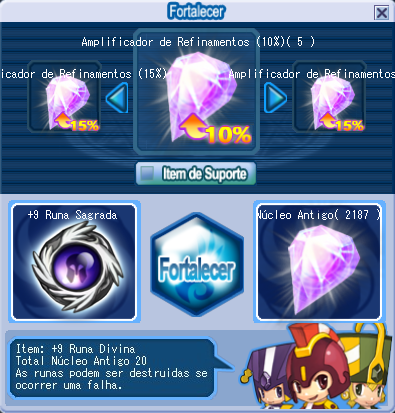 Fortalecer
Amplificador de Refinamentos (10%)( 5 )
icador de Refinamentos (15%)
Amplificador de Refinamentos
15%
10%
15%
Item de Suporte
+9 Runa Sagrada
Núcleo Antigo( 2187 )
Fortalecer
Item: +9 Runa Divina
Total Núcleo Antigo 20
As runas podem ser destruidas se
ocorrer uma falha.